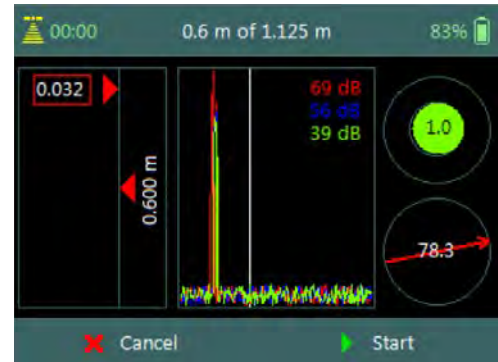 00:00 0.6 m of 1.125 m 83%
0.032
0.600 m
69 dB
56 dB
39 dB
1.0
78.3
Cancel Start